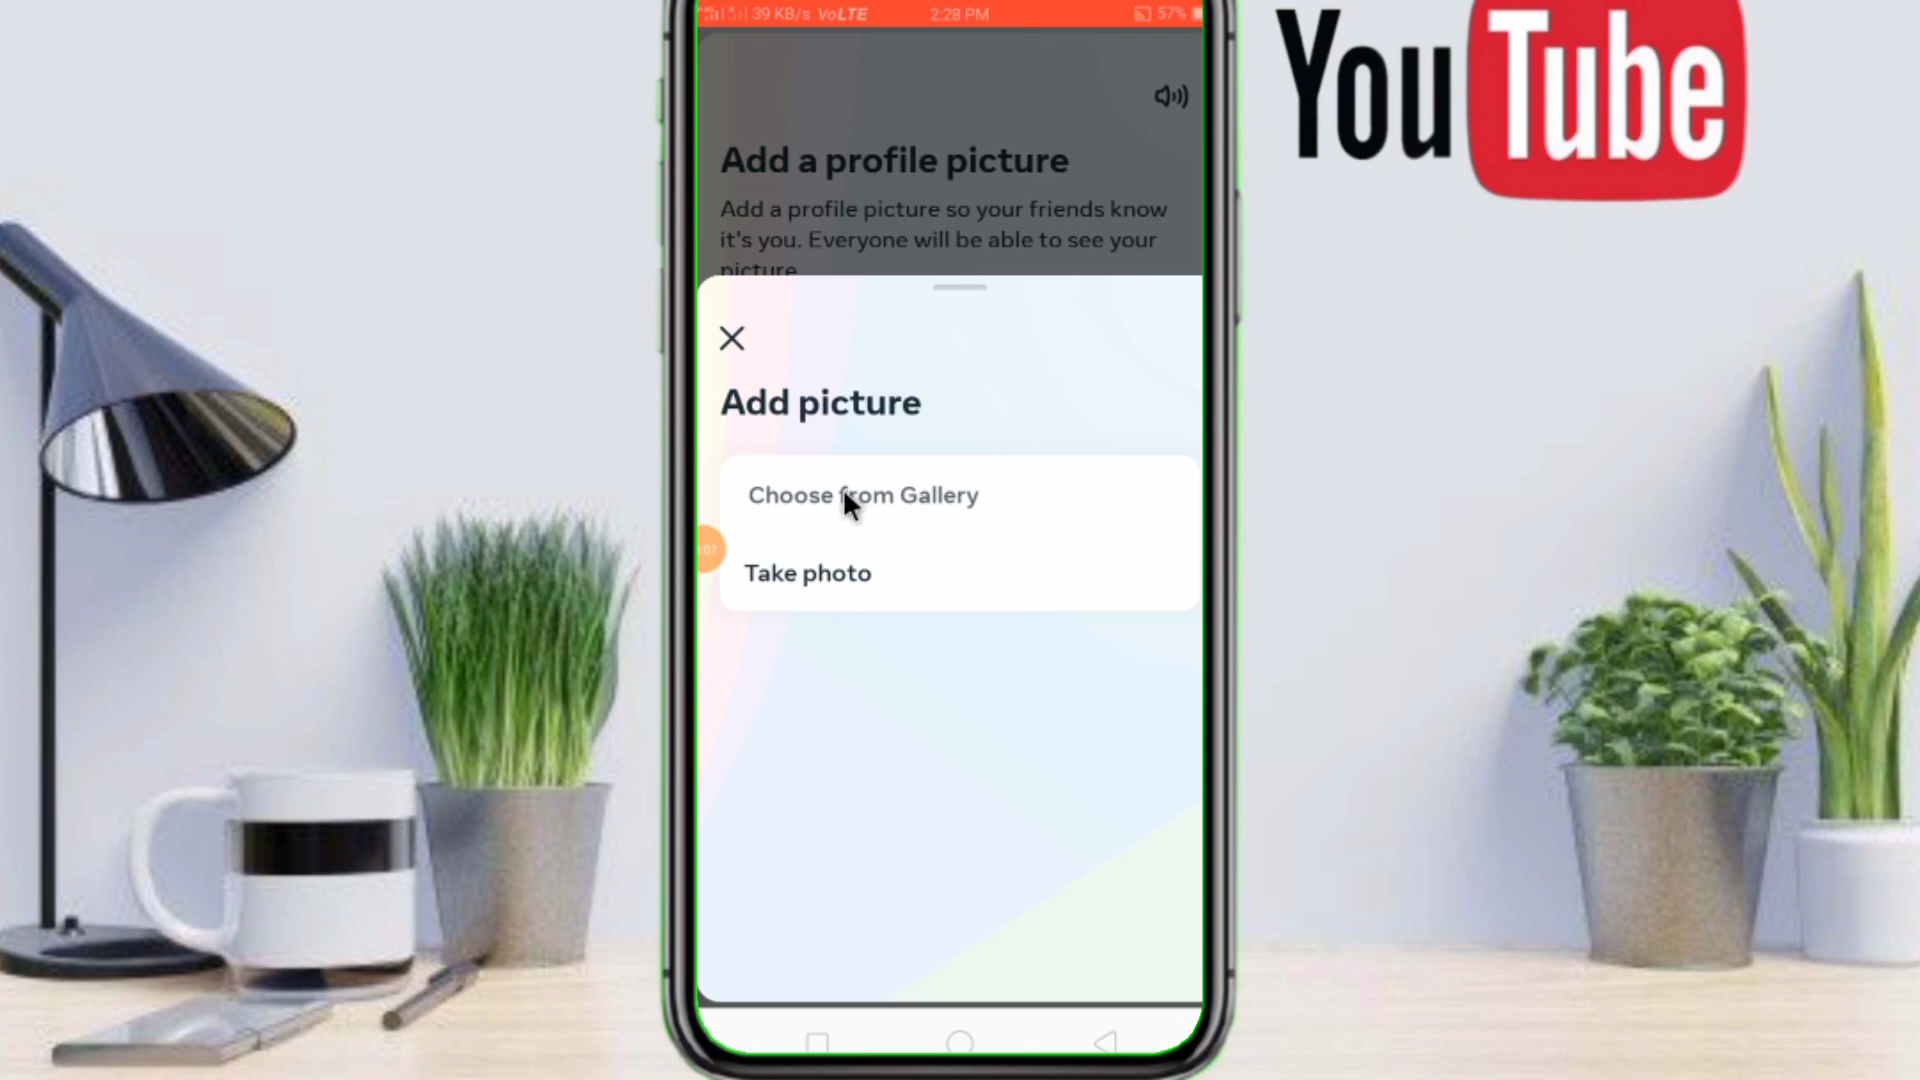 39 KB/s VoLTE 2:28 PM 57%
YouTube
Add a profile picture
Add a profile picture so your friends know
it's you. Everyone will be able to see your
picture
Add picture
Choose from Gallery
Take photo